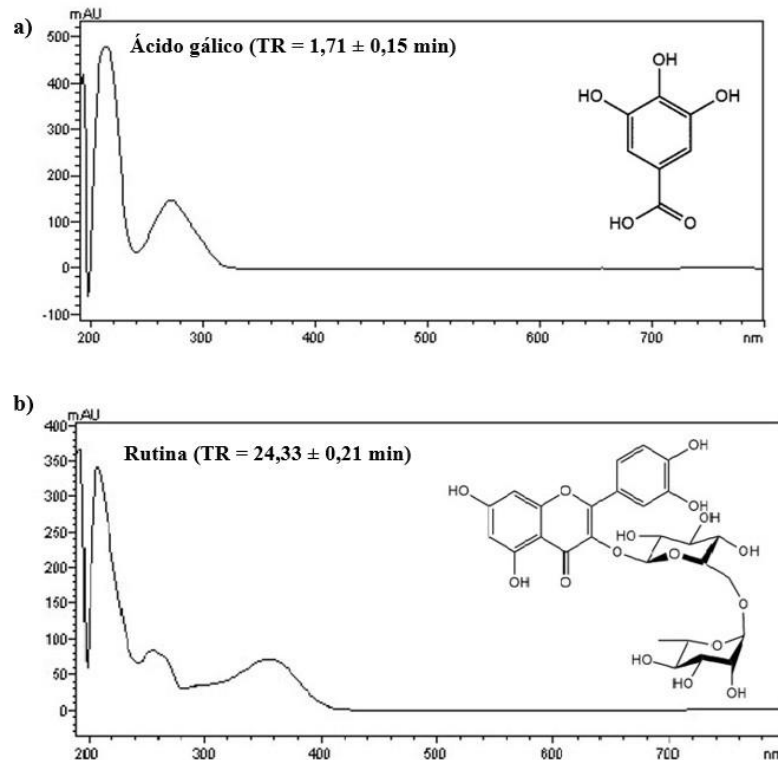 a)
mAU
Ácido gálico (TR = 1,71 ± 0,15 min)
500
400
300
200
100
0
-100
200 300 400 500 600 700 nm
OH
HO OH
HO O
b)
mAU
Rutina (TR = 24,33 ± 0,21 min)
400
350
300
250
200
150
100
50
0
200 300 400 500 600 700 nm
OH
HO O OH
HO
HO OH
O O
OH O
O
O
HO
HO
OH